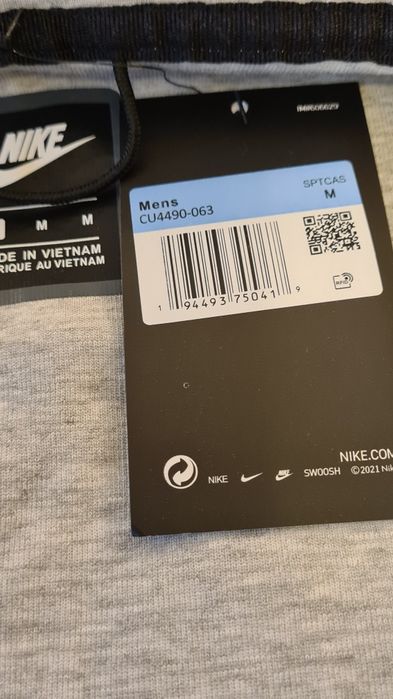 NIKE
M M
DE IN VIETNAM
RIQUE AU VIETNAM
Mens
CU4490-063
SPTCAS
M
1 94493 75041 9
RFID
NIKE.COM
NIKE SWOOSH ©2021 Nik